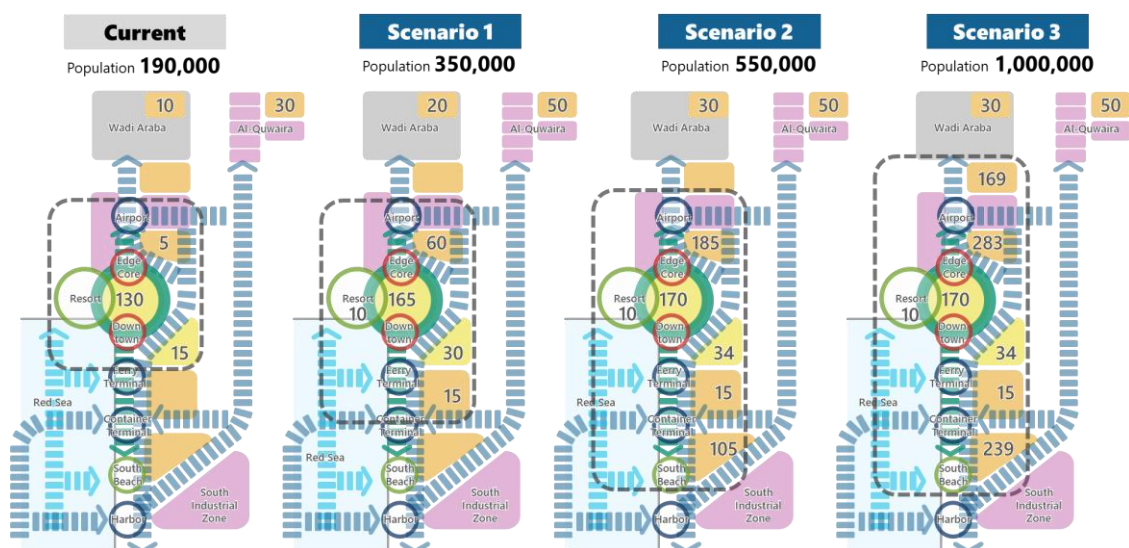 Current
Population 190,000
10
Wadi Araba
30
Al-Quwaira
Airport
5
Edge
Core
Resort
130
Down
town
15
Ferry
Terminal
Red Sea
Container
Terminal
South
Beach
South
Industrial
Zone
Harbor
Scenario 1
Population 350,000
20
Wadi Araba
50
Al-Quwaira
Airport
60
Edge
Core
Resort
10
165
Down
town
30
Ferry
Terminal
15
Container
Terminal
Red Sea
South
Beach
South
Industrial
Zone
Harbor
Scenario 2
Population 550,000
30
Wadi Araba
50
Al-Quwaira
Airport
185
Edge
Core
Resort
10
170
Down
town
34
Ferry
Terminal
15
Red Sea
Container
Terminal
105
South
Beach
South
Industrial
Zone
Harbor
Scenario 3
Population 1,000,000
30
Wadi Araba
50
Al-Quwaira
169
Airport
283
Edge
Core
Resort
10
170
Down
town
34
Ferry
Terminal
15
Red Sea
Container
Terminal
239
South
Beach
South
Industrial
Zone
Harbor